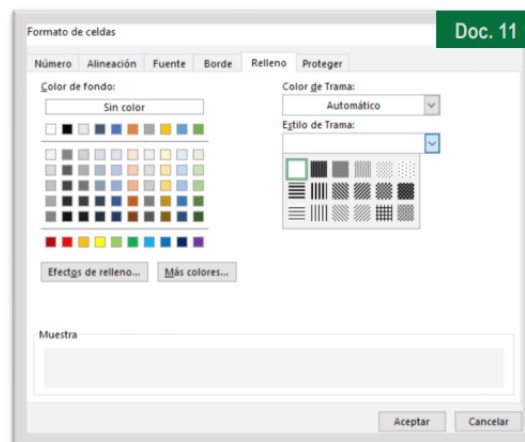 Doc. 11
Formato de celdas
Número Alineación Fuente Borde Relleno Proteger
Color de fondo:
Sin color
Efectos de relleno...
Más colores...
Color de Trama:
Automático
Estilo de Trama:
Muestra
Aceptar Cancelar